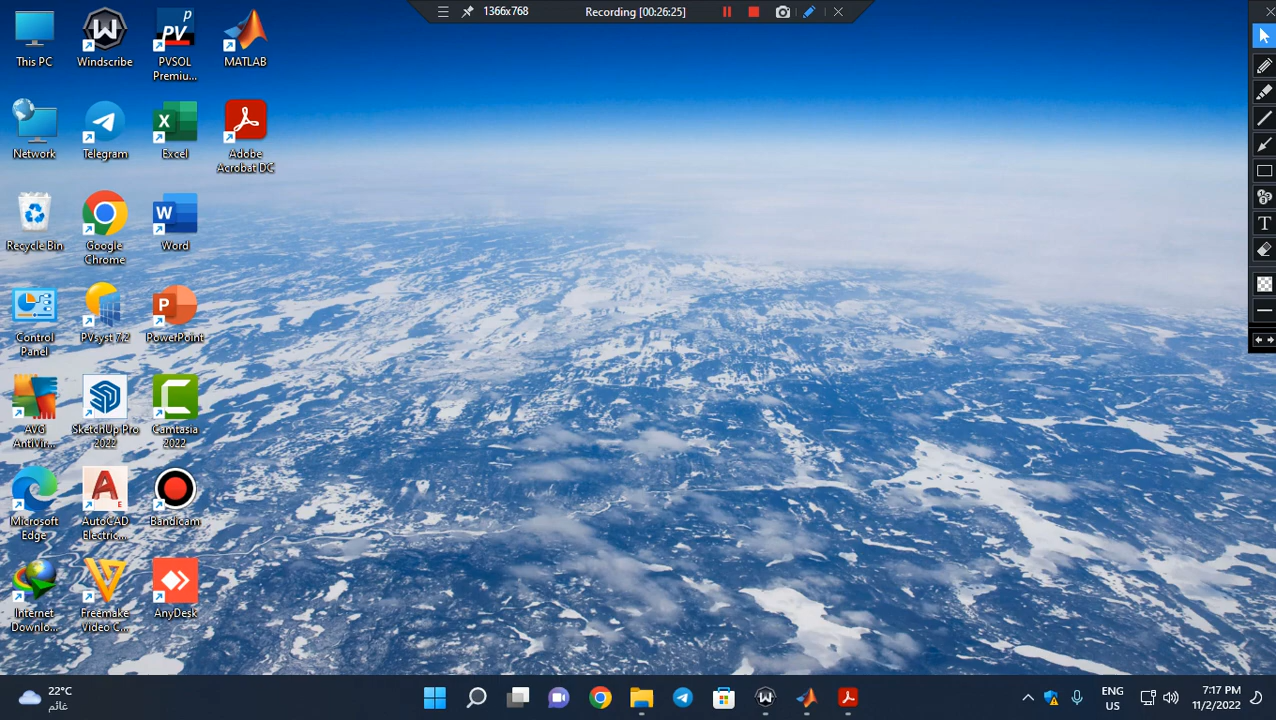 1366x768
Recording [00:26:25]
This PC
Windscribe
PVSOL
Premiu...
MATLAB
Network
Telegram
Excel
Adobe
Acrobat DC
Recycle Bin
Google
Chrome
Word
Control
Panel
PVsyst 7.2
PowerPoint
AVG
AntiVir...
SketchUp Pro
2022
Camtasia
2022
Microsoft
Edge
AutoCAD
Electric...
Bandicam
Internet
Downlo...
Freemake
Video C...
AnyDesk
22°C
غائم
ENG
US
7:17 PM
11/2/2022